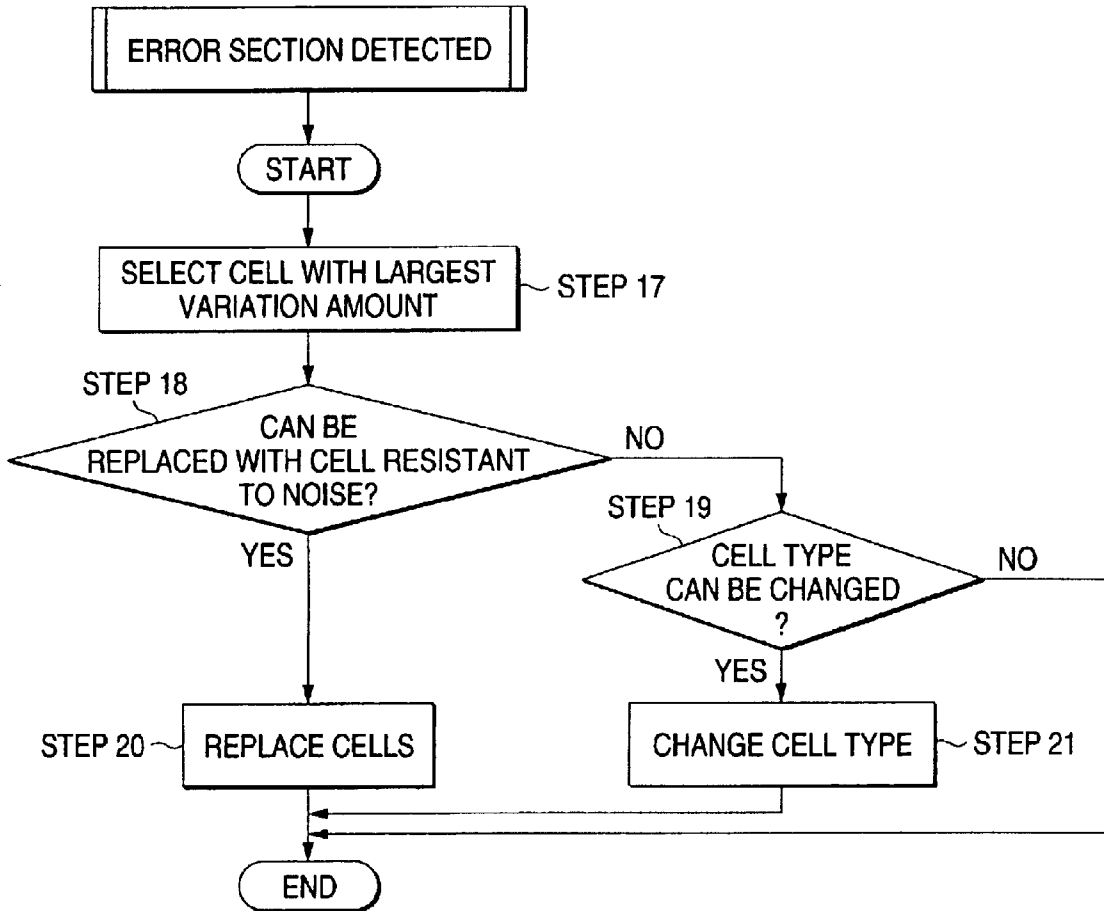 ERROR SECTION DETECTED
START
SELECT CELL WITH LARGEST
VARIATION AMOUNT
STEP 17
STEP 18
CAN BE
REPLACED WITH CELL RESISTANT
TO NOISE?
NO
YES
STEP 19
CELL TYPE
CAN BE CHANGED
?
NO
YES
STEP 20
REPLACE CELLS
CHANGE CELL TYPE
STEP 21
END